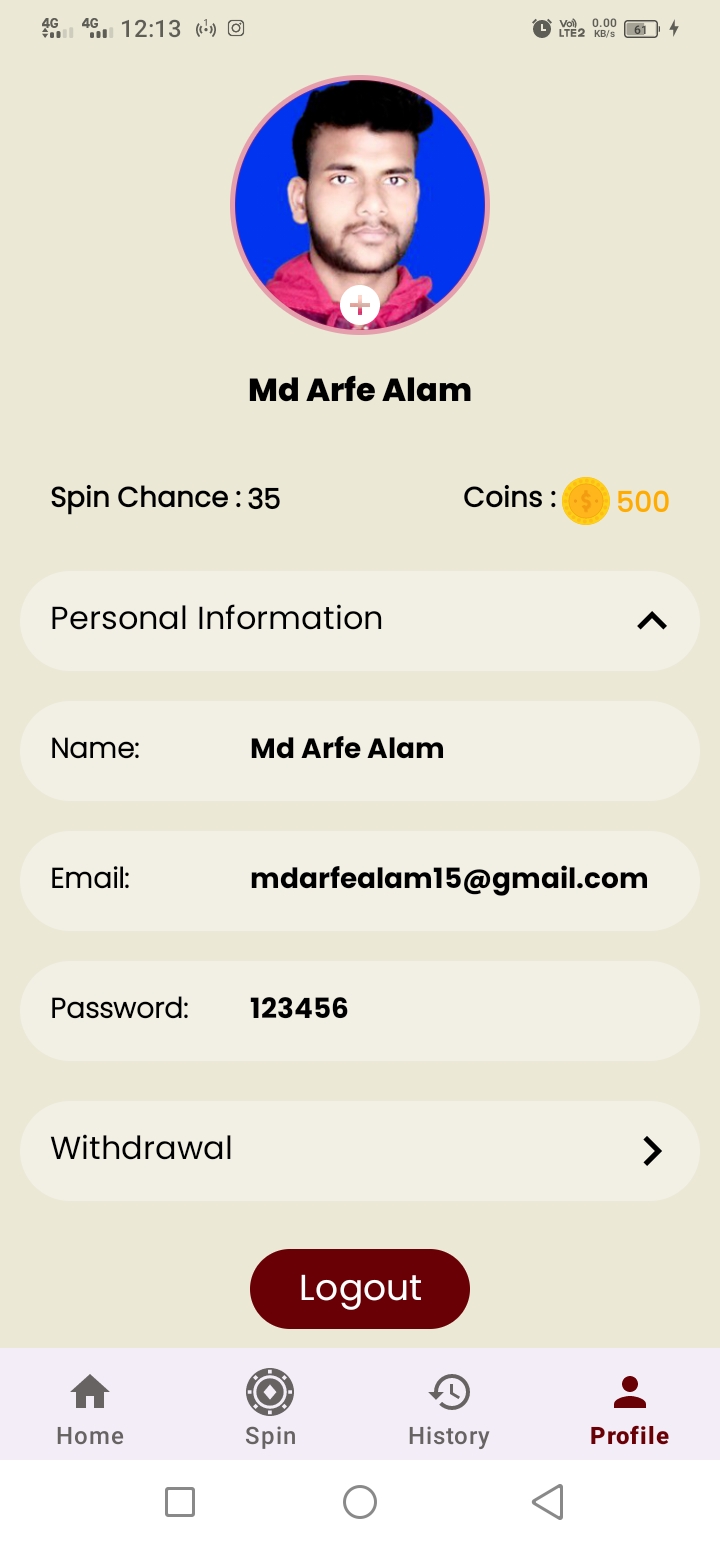 4G 4G 12:13 Vo) LTE2 0.00 KB/s 61
Md Arfe Alam
Spin Chance : 35 Coins : $ 500
Personal Information
Name: Md Arfe Alam
Email: mdarfealam15@gmail.com
Password: 123456
Withdrawal
Logout
Home Spin History Profile